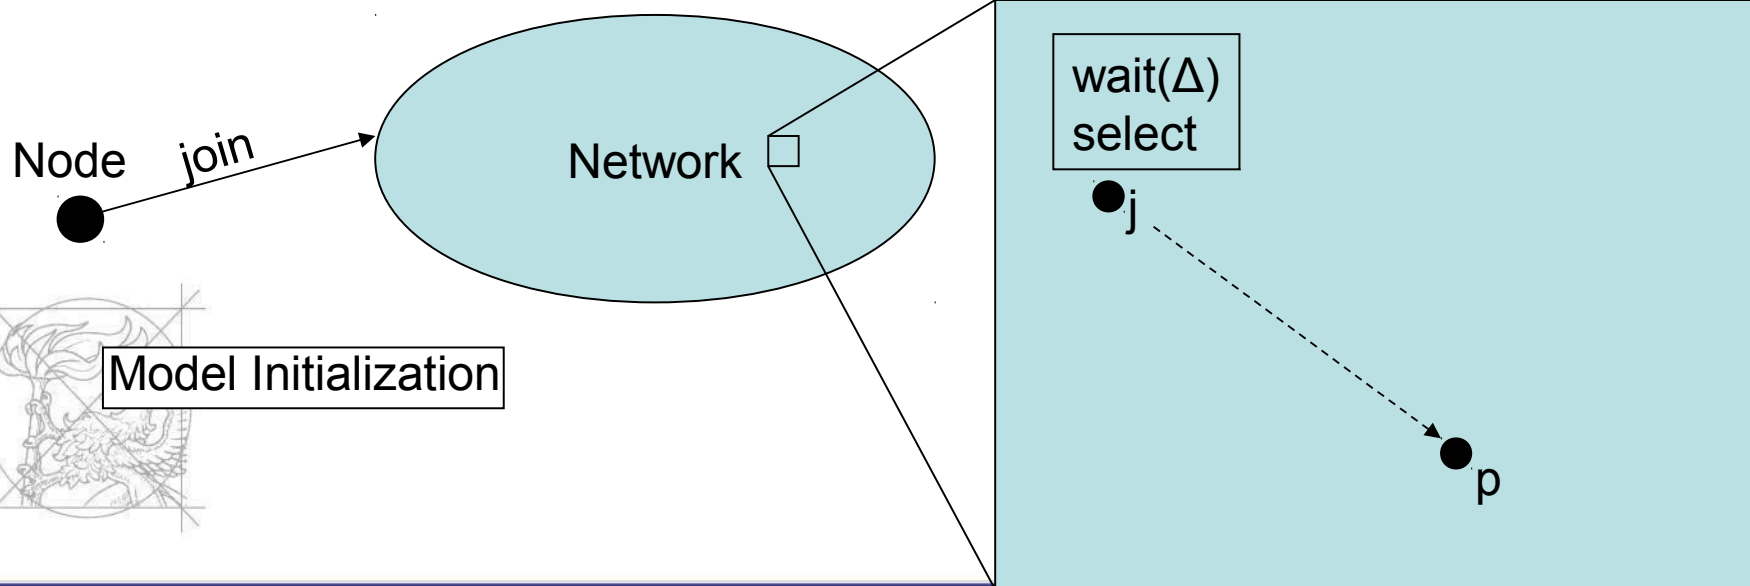 Node
join
Network
Model Initialization
wait(Δ)
select
j
p